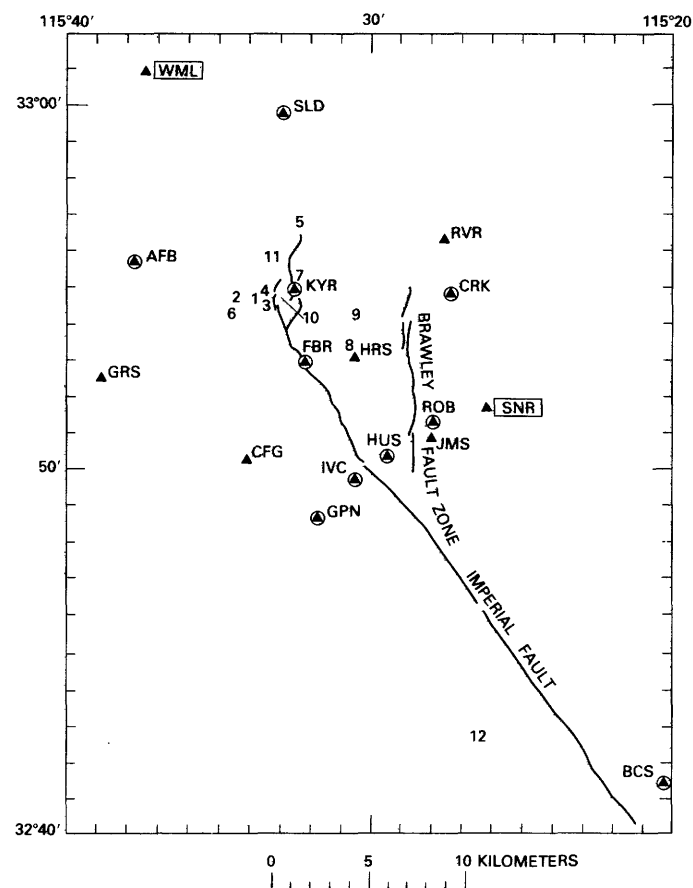 115°40' 30' 115°20
WML
33°00'
SLD
5
RVR
11
AFB
7
KYR
CRK
4
2 1 3
6
10
9
8
HRS
FBR
BRAWLEY
GRS
ROB
SNR
JMS
HUS
CFG
50'
IVC
FAULT ZONE
GPN
IMPERIAL FAULT
12
BCS
32°40'
0 5 10 KILOMETERS